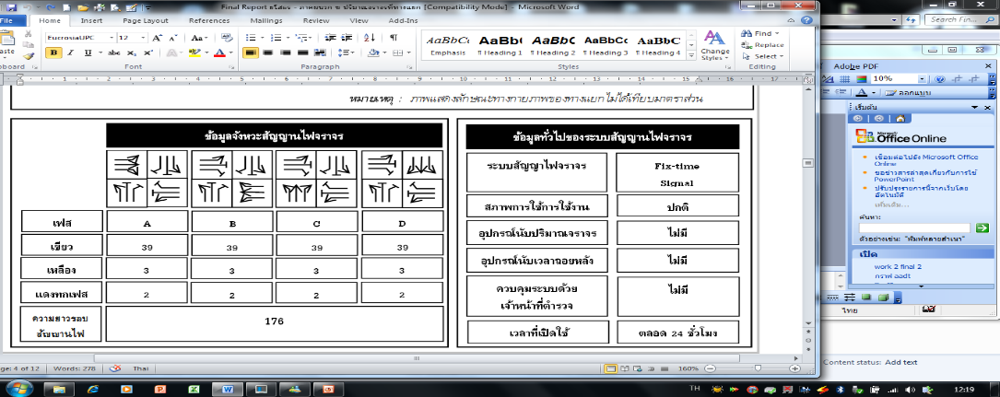 Final Report อโสธร - ภาคผนวก ข ปริมาณจราจรที่ทางแยก [Compatibility Mode] - Microsoft Word
File Home Insert Page Layout References Mailings Review View Add-Ins
Search Fin...
EucrosiaUPC 12
Paste
Clipboard Font Paragraph Styles Editing
Emphasis ¶ Heading 1 ¶ Heading 2 ¶ Heading 3 ¶ Heading 4
Change Styles
Find
Replace
Select
Adobe PDF
10%
ออกแบบ
หมายเหตุ : ภาพแสดงลักษณะทางกายภาพของทางแยกไม่ได้เทียบมาตราส่วน
ข้อมูลจังหวะสัญญานไฟจราจร
เฟส A B C D
เขียว 39 39 39 39
เหลือง 3 3 3 3
แดงทุกเฟส 2 2 2 2
ความยาวรอบ
สัญญานไฟ
176
ข้อมูลทั่วไปของระบบสัญญานไฟจราจร
ระบบสัญญาไฟจราจร Fix-time
Signal
สภาพการใช้การใช้งาน ปกติ
อุปกรณ์นับปริมาณจราจร ไม่มี
อุปกรณ์นับเวลาถอยหลัง ไม่มี
ควบคุมระบบด้วย
เจ้าหน้าที่ตำรวจ
ไม่มี
เวลาที่เปิดใช้ ตลอด 24 ชั่วโมง
เริ่มต้น
Microsoft
Office Online
เชื่อมต่อไปยัง Microsoft Office
Online
ขอข่าวสารล่าสุดเกี่ยวกับการใช้
PowerPoint
ปรับปรุงรายการนี้จากเว็บโดย
อัตโนมัติ
เพิ่มเติม...
ค้นหา:
ตัวอย่างเช่น: "พิมพ์หลายสำเนา"
เปิด
work 2 final 2
กราฟ aadt
ไทย
Content status: Add text
Page: 4 of 12 Words: 278 Thai 160%
TH 12:19